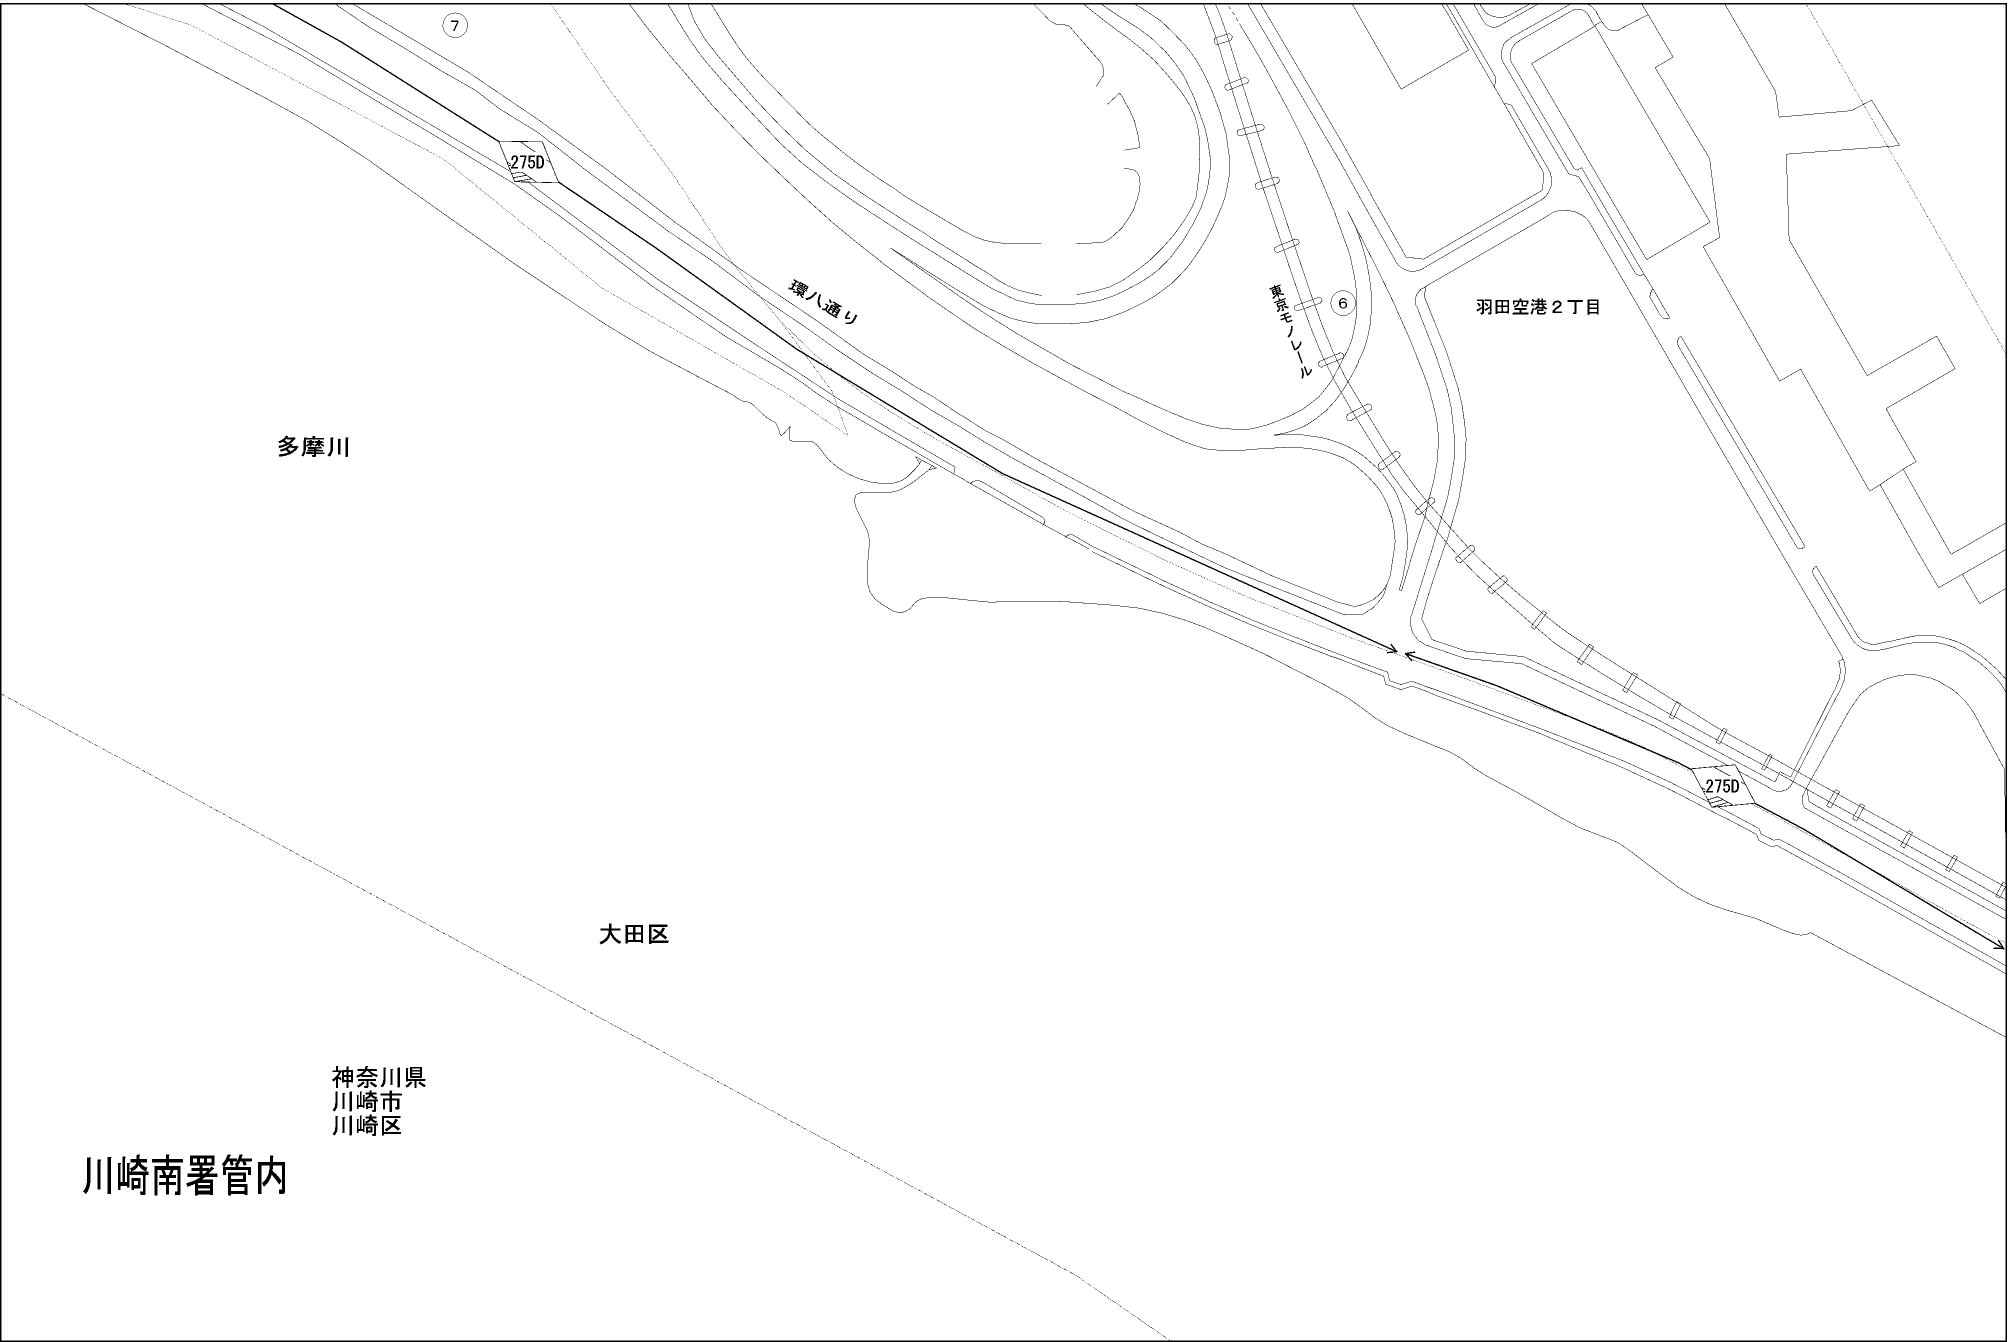 ⑦
275D
環八通り
東京モノレール
⑥
羽田空港２丁目
多摩川
275D
大田区
神奈川県
川崎市
川崎区
川崎南署管内